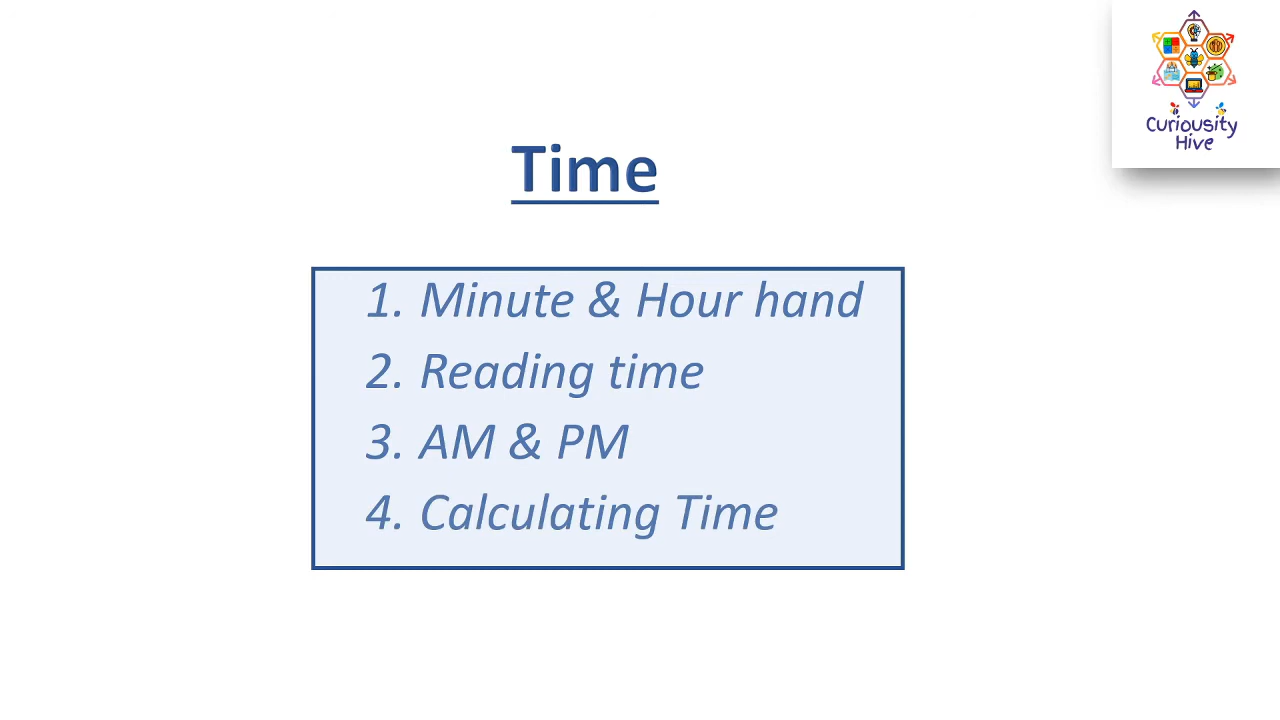 Curiousity
Hive
Time
1. Minute & Hour hand
2. Reading time
3. AM & PM
4. Calculating Time